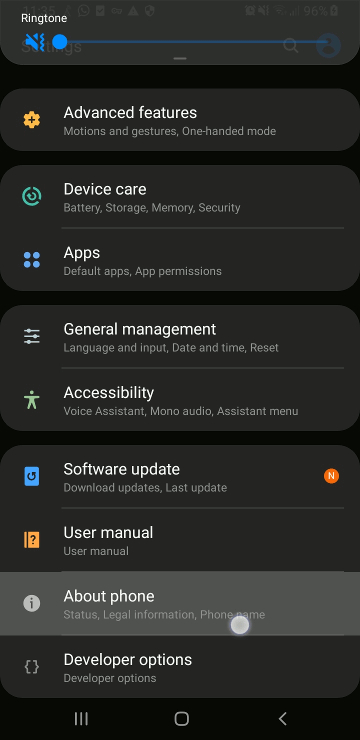 Ringtone
11:35
96%
Settings
Advanced features
Motions and gestures, One-handed mode
Device care
Battery, Storage, Memory, Security
Apps
Default apps, App permissions
General management
Language and input, Date and time, Reset
Accessibility
Voice Assistant, Mono audio, Assistant menu
Software update
N
Download updates, Last update
User manual
User manual
About phone
Status, Legal information, Phone name
Developer options
Developer options